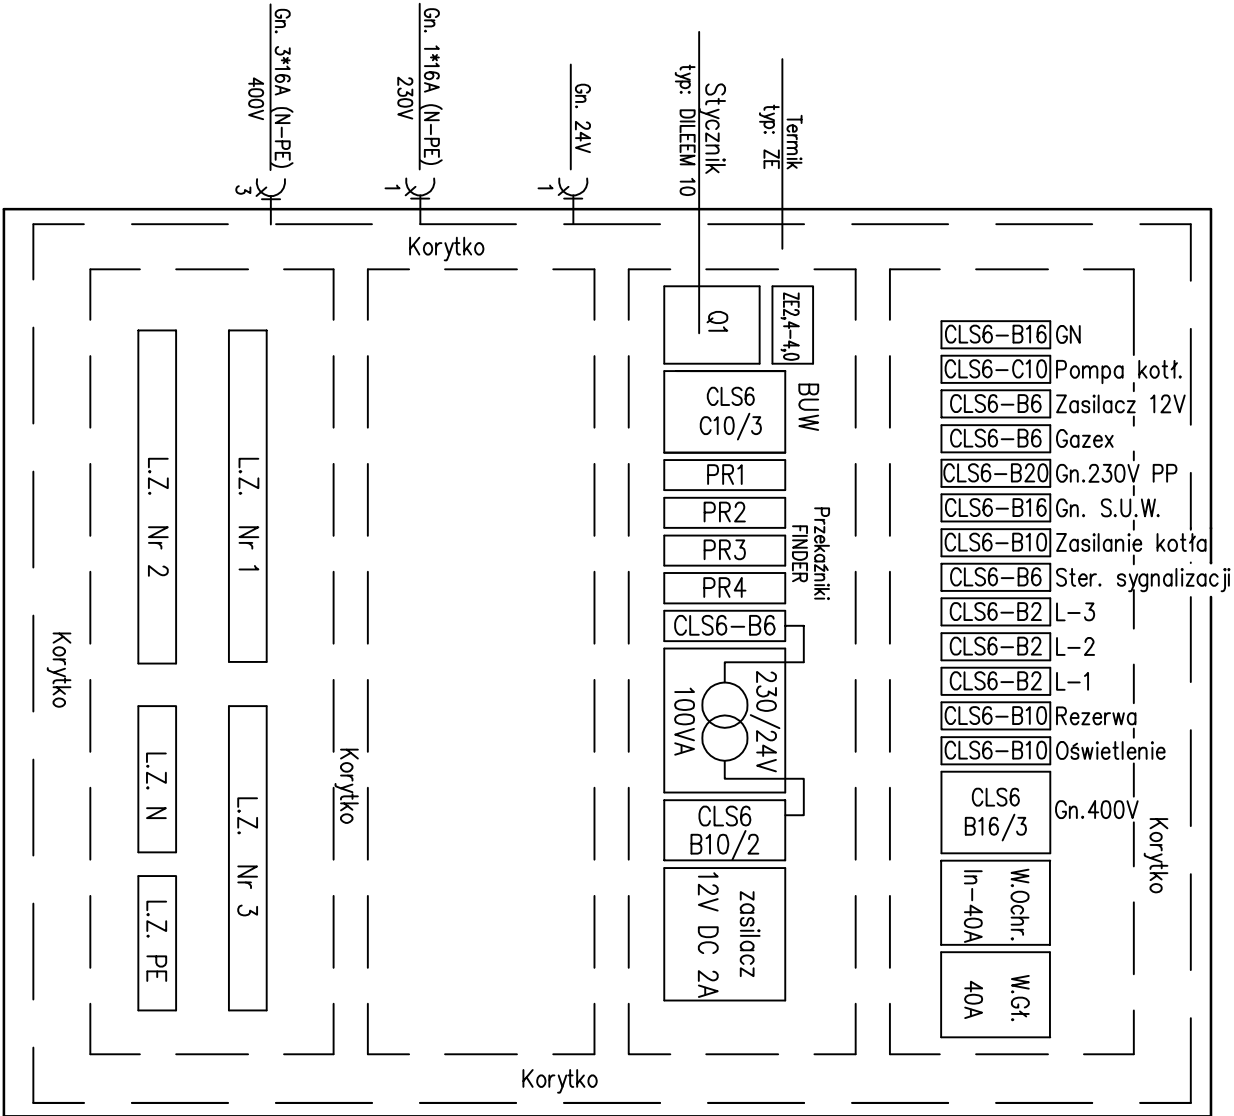 Gn. 3*16A (N-PE)
400V
3
Gn. 1*16A (N-PE)
230V
1
Gn. 24V
1
Stycznik
typ: DILEEM 10
Termik
typ: ZE
Korytko
Q1
ZE2,4-4,0
CLS6
C10/3
BUW
PR1
PR2
PR3
PR4
Przekaźniki
FINDER
CLS6-B6
230/24V
100VA
CLS6
B10/2
zasilacz
12V DC 2A
CLS6-B16 GN
CLS6-C10 Pompa kotł.
CLS6-B6 Zasilacz 12V
CLS6-B6 Gazex
CLS6-B20 Gn.230V PP
CLS6-B16 Gn. S.U.W.
CLS6-B10 Zasilanie kotła
CLS6-B6 Ster. sygnalizacji
CLS6-B2 L-3
CLS6-B2 L-2
CLS6-B2 L-1
CLS6-B10 Rezerwa
CLS6-B10 Oświetlenie
CLS6
B16/3
Gn.400V
W.Ochr.
In-40A
W.Gł.
40A
Korytko
L.Z. Nr 2
L.Z. Nr 1
L.Z. N
L.Z. Nr 3
L.Z. PE
Korytko
Korytko
Korytko